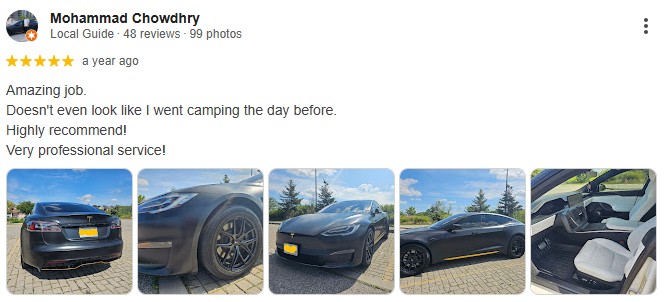 Mohammad Chowdhry
Local Guide · 48 reviews · 99 photos
a year ago
Amazing job.
Doesn't even look like I went camping the day before.
Highly recommend!
Very professional service!